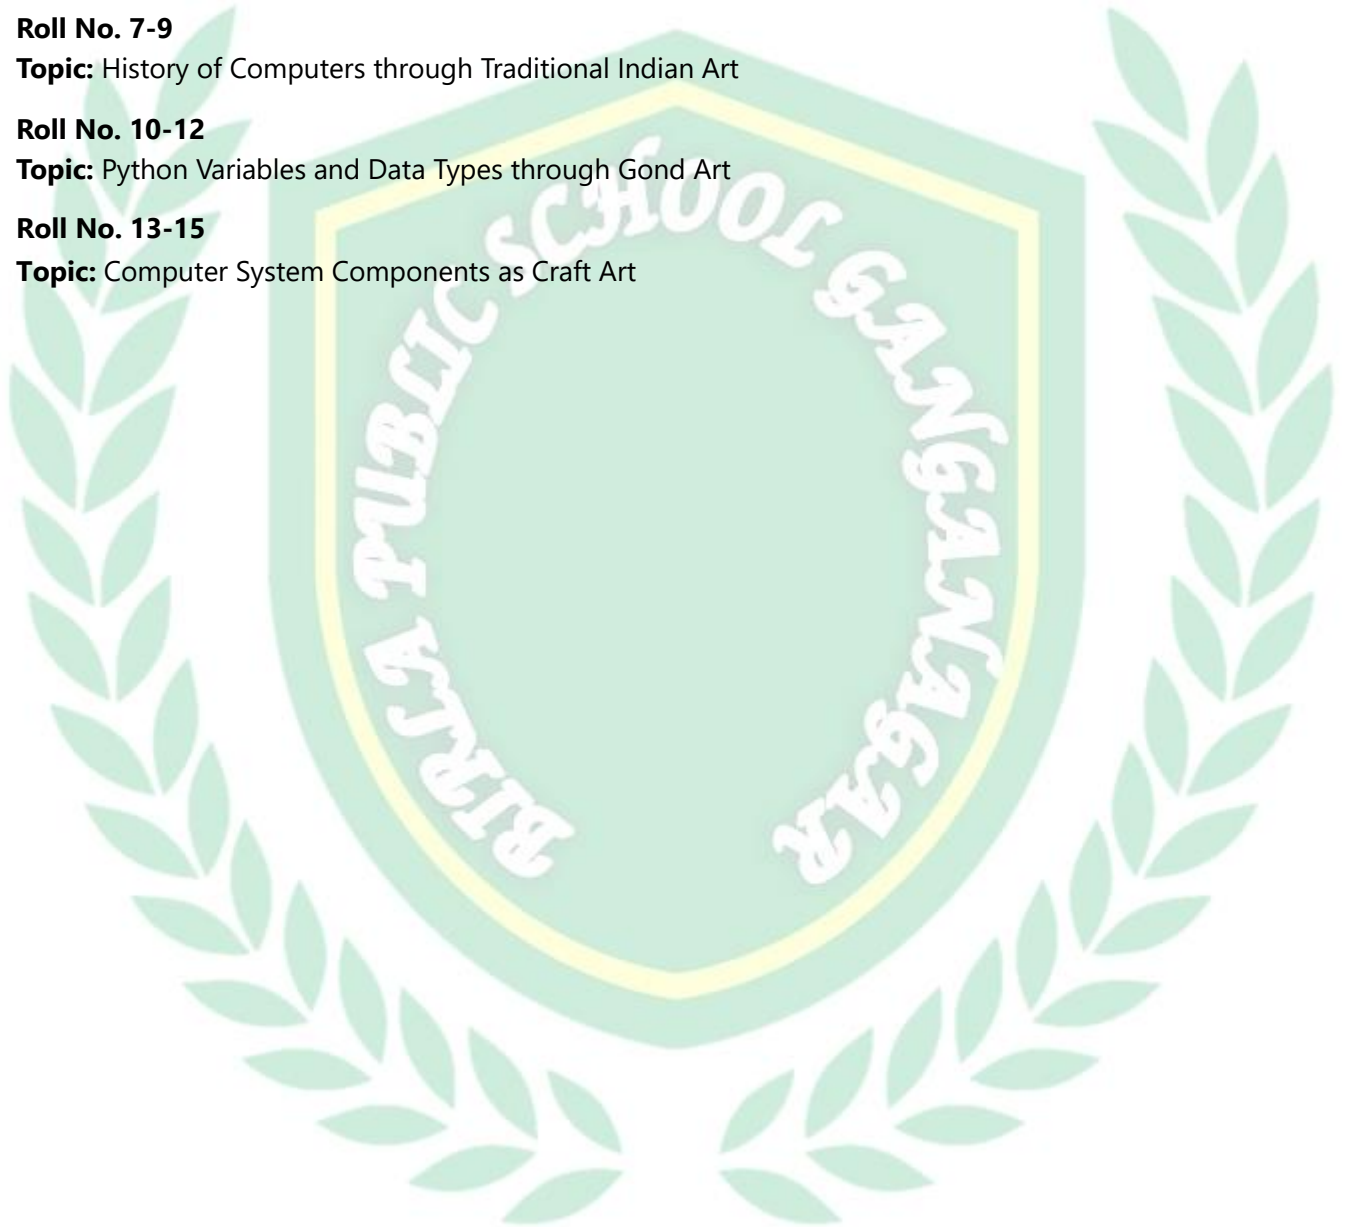 Roll No. 7-9
Topic: History of Computers through Traditional Indian Art
Roll No. 10-12
Topic: Python Variables and Data Types through Gond Art
Roll No. 13-15
Topic: Computer System Components as Craft Art
BIRLA PUBLIC SCHOOL GANGANAGAR